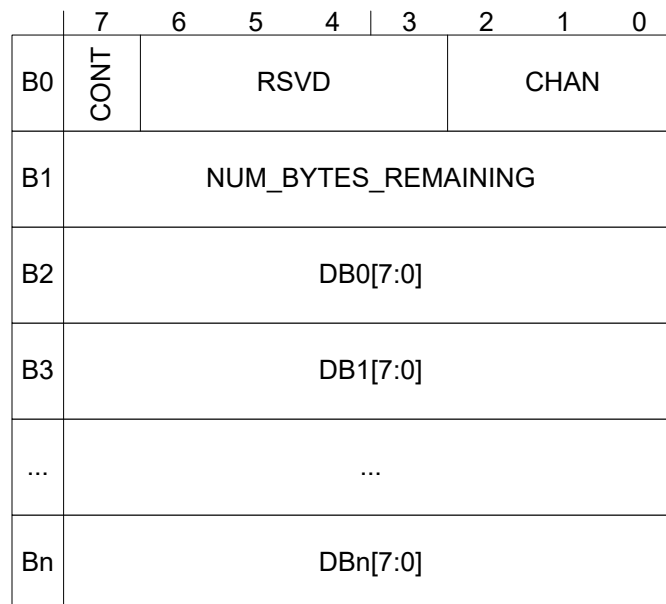 7 6 5 4 3 2 1 0
B0 CONT RSVD CHAN
B1 NUM_BYTES_REMAINING
B2 DB0[7:0]
B3 DB1[7:0]
... ...
Bn DBn[7:0]